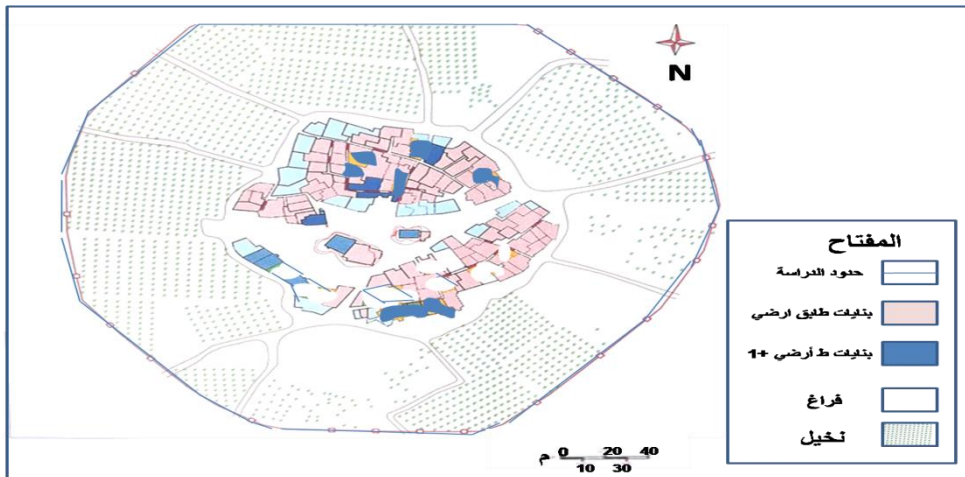 N
المفتاح
حدود الدراسة
بنايات طابق ارضي
بنايات ط أرضي +1
فراغ
نخيل
م 0 20 40
10 30